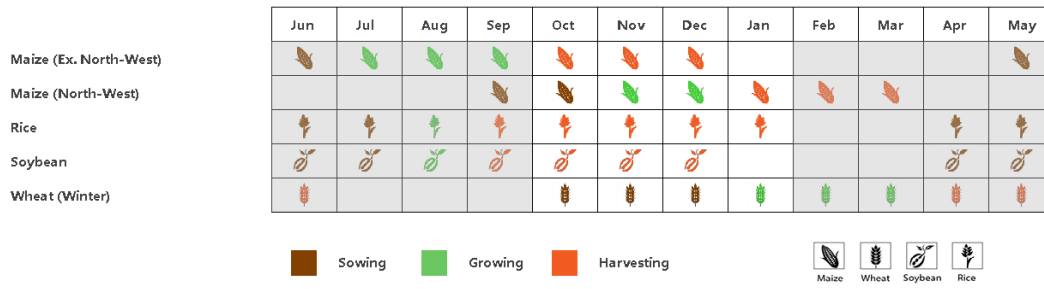 Jun Jul Aug Sep Oct Nov Dec Jan Feb Mar Apr May
Maize (Ex. North-West)
Maize (North-West)
Rice
Soybean
Wheat (Winter)
Sowing Growing Harvesting
Maize Wheat Soybean Rice